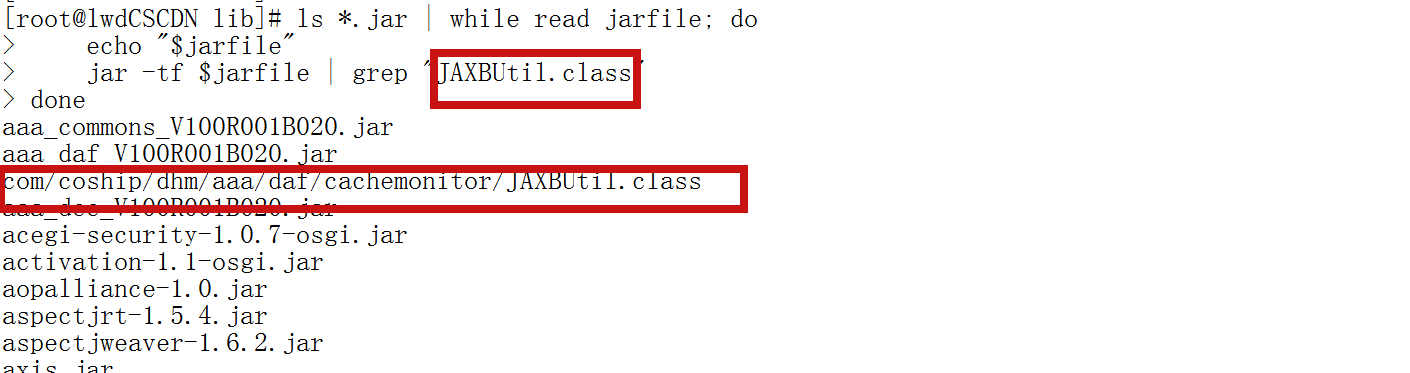 [root@lwdCSCDN lib]# ls *.jar | while read jarfile; do
>     echo "$jarfile"
>     jar -tf $jarfile | grep "JAXBUtil.class"
> done
aaa_commons_V100R001B020.jar
aaa_daf_V100R001B020.jar
com/coship/dhm/aaa/daf/cachemonitor/JAXBUtil.class
aaa_dee_V100R001B020.jar
acegi-security-1.0.7-osgi.jar
activation-1.1-osgi.jar
aopalliance-1.0.jar
aspectjrt-1.5.4.jar
aspectjweaver-1.6.2.jar
axis.jar